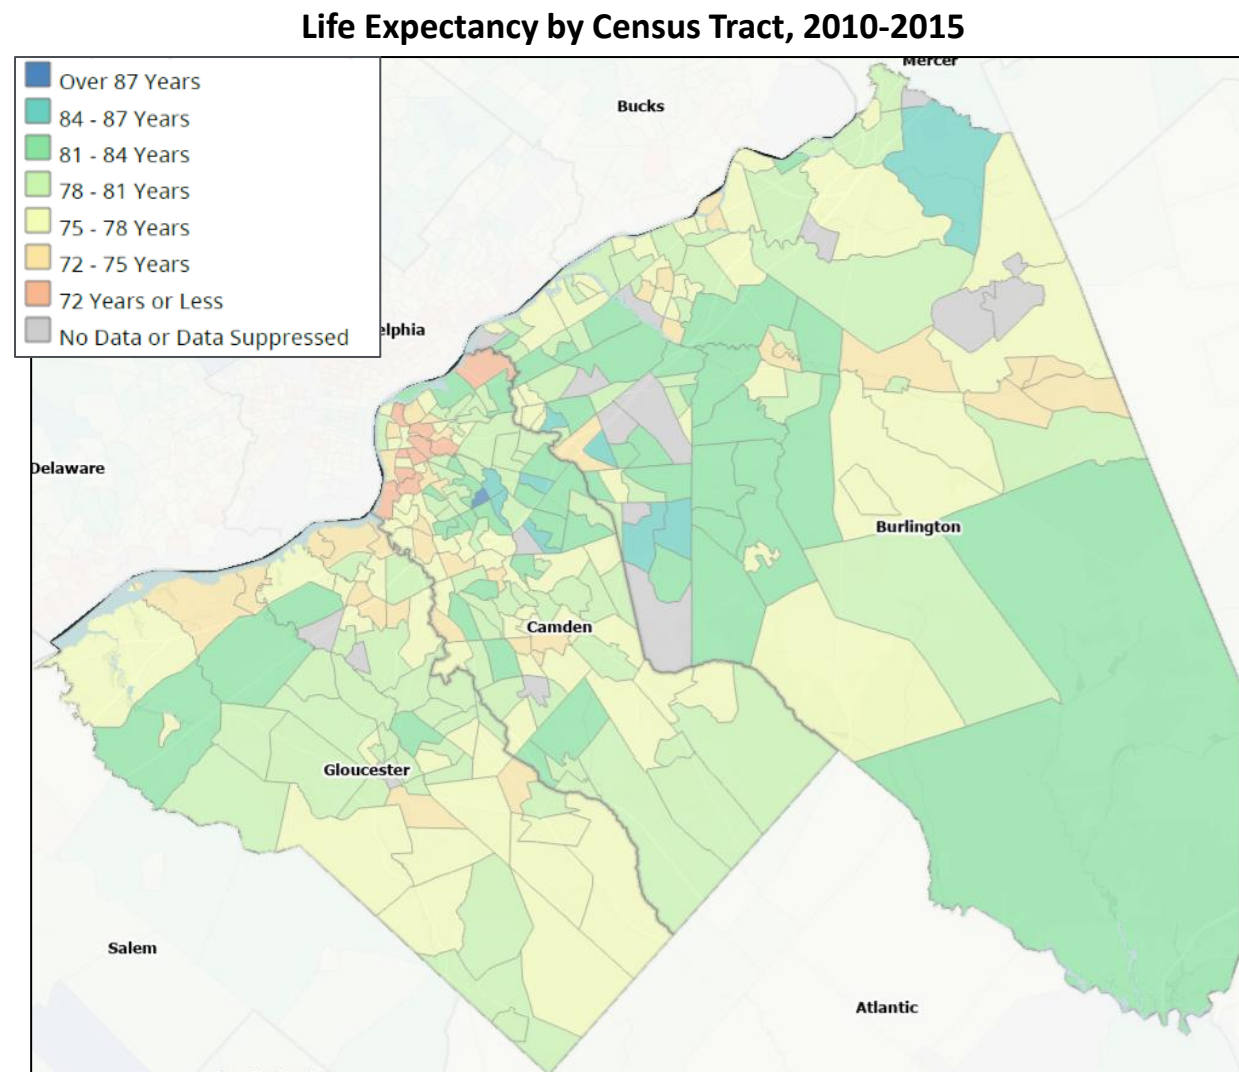 Life Expectancy by Census Tract, 2010-2015
Over 87 Years
84 - 87 Years
81 - 84 Years
78 - 81 Years
75 - 78 Years
72 - 75 Years
72 Years or Less
No Data or Data Suppressed
Mercer
Bucks
elphia
Delaware
Burlington
Camden
Gloucester
Salem
Atlantic